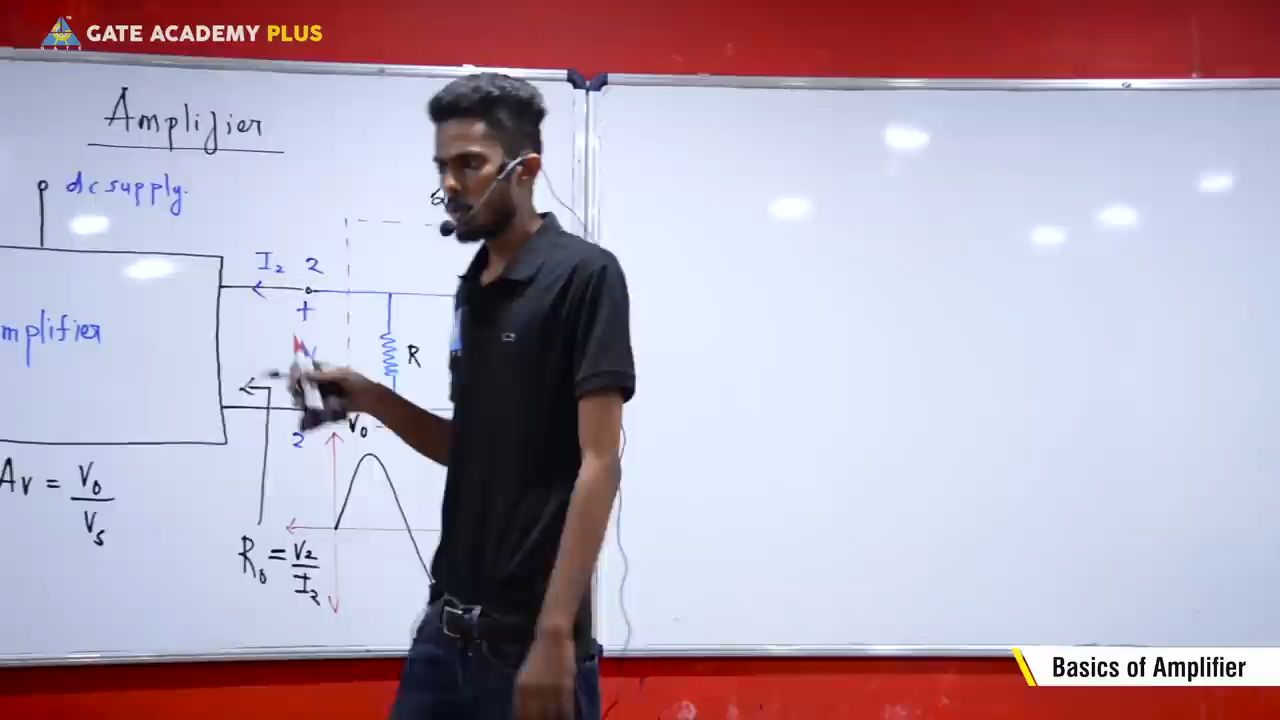 GATE ACADEMY PLUS
GATE
Amplifier
dc supply.
I₂ 2
+
mplifier
R
2
V₀
Av = V₀/Vs
R₀ = V₂/I₂
Basics of Amplifier